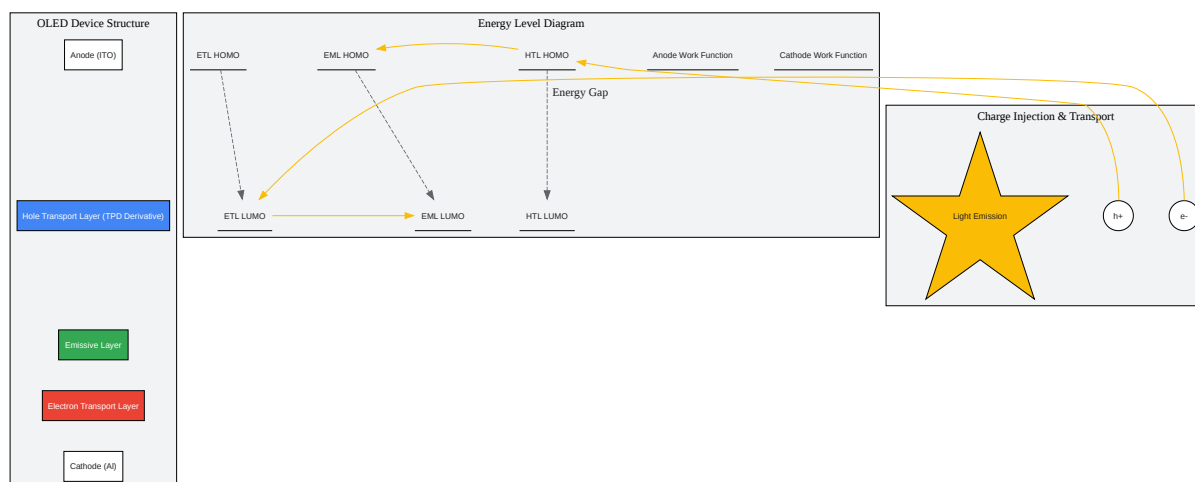 OLED Device Structure
Anode (ITO)
Hole Transport Layer (TPD Derivative)
Emissive Layer
Electron Transport Layer
Cathode (Al)
Energy Level Diagram
ETL HOMO
EML HOMO
HTL HOMO
Anode Work Function
Cathode Work Function
Energy Gap
ETL LUMO
EML LUMO
HTL LUMO
Charge Injection & Transport
Light Emission
h+
e-